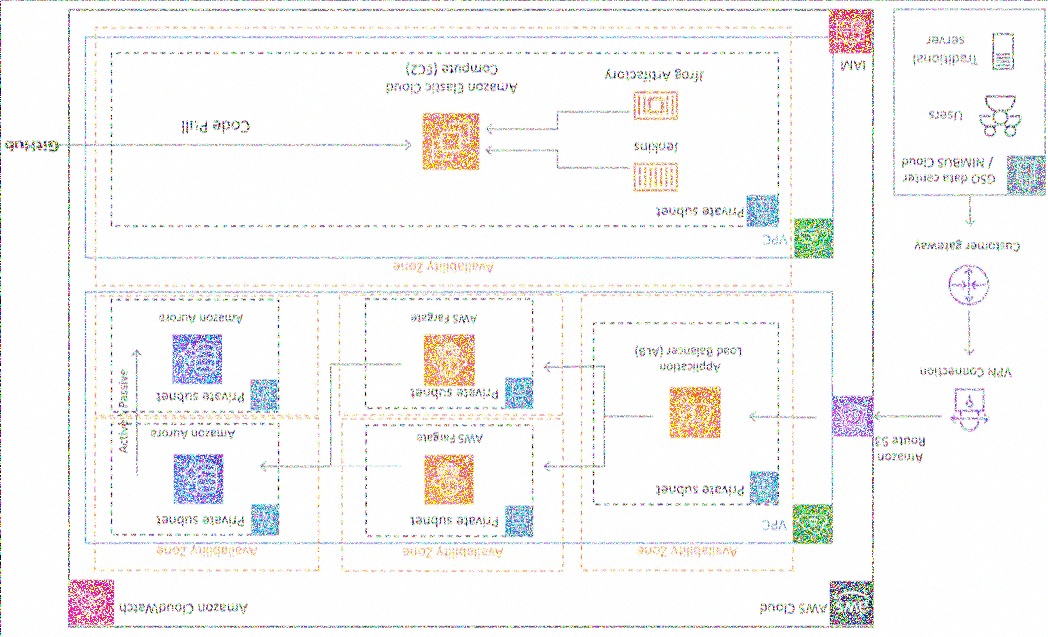 AWS Cloud
aws
Amazon CloudWatch
Availability Zone
Availability Zone
Availability Zone
VPC
Private subnet
Private subnet
Private subnet
AWS Fargate
Amazon Aurora
Application
Load Balancer (ALB)
Private subnet
Private subnet
AWS Fargate
Amazon Aurora
Active
Passive
Amazon
Route 53
VPN Connection
Customer gateway
GSO data center
/ NIMBUS Cloud
Users
Traditional
server
Availability Zone
VPC
Private subnet
Jenkins
Jfrog Artifactory
Amazon Elastic Cloud
Compute (EC2)
Code Pull
GitHub
IAM